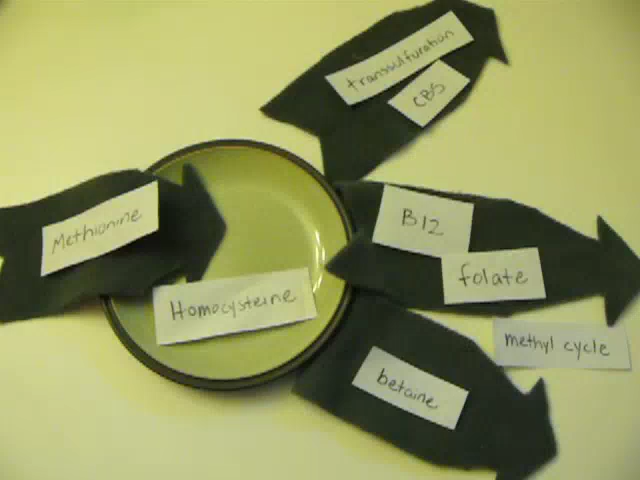 transsulfuration
CBS
Methionine
B12
folate
Homocysteine
methyl cycle
betaine